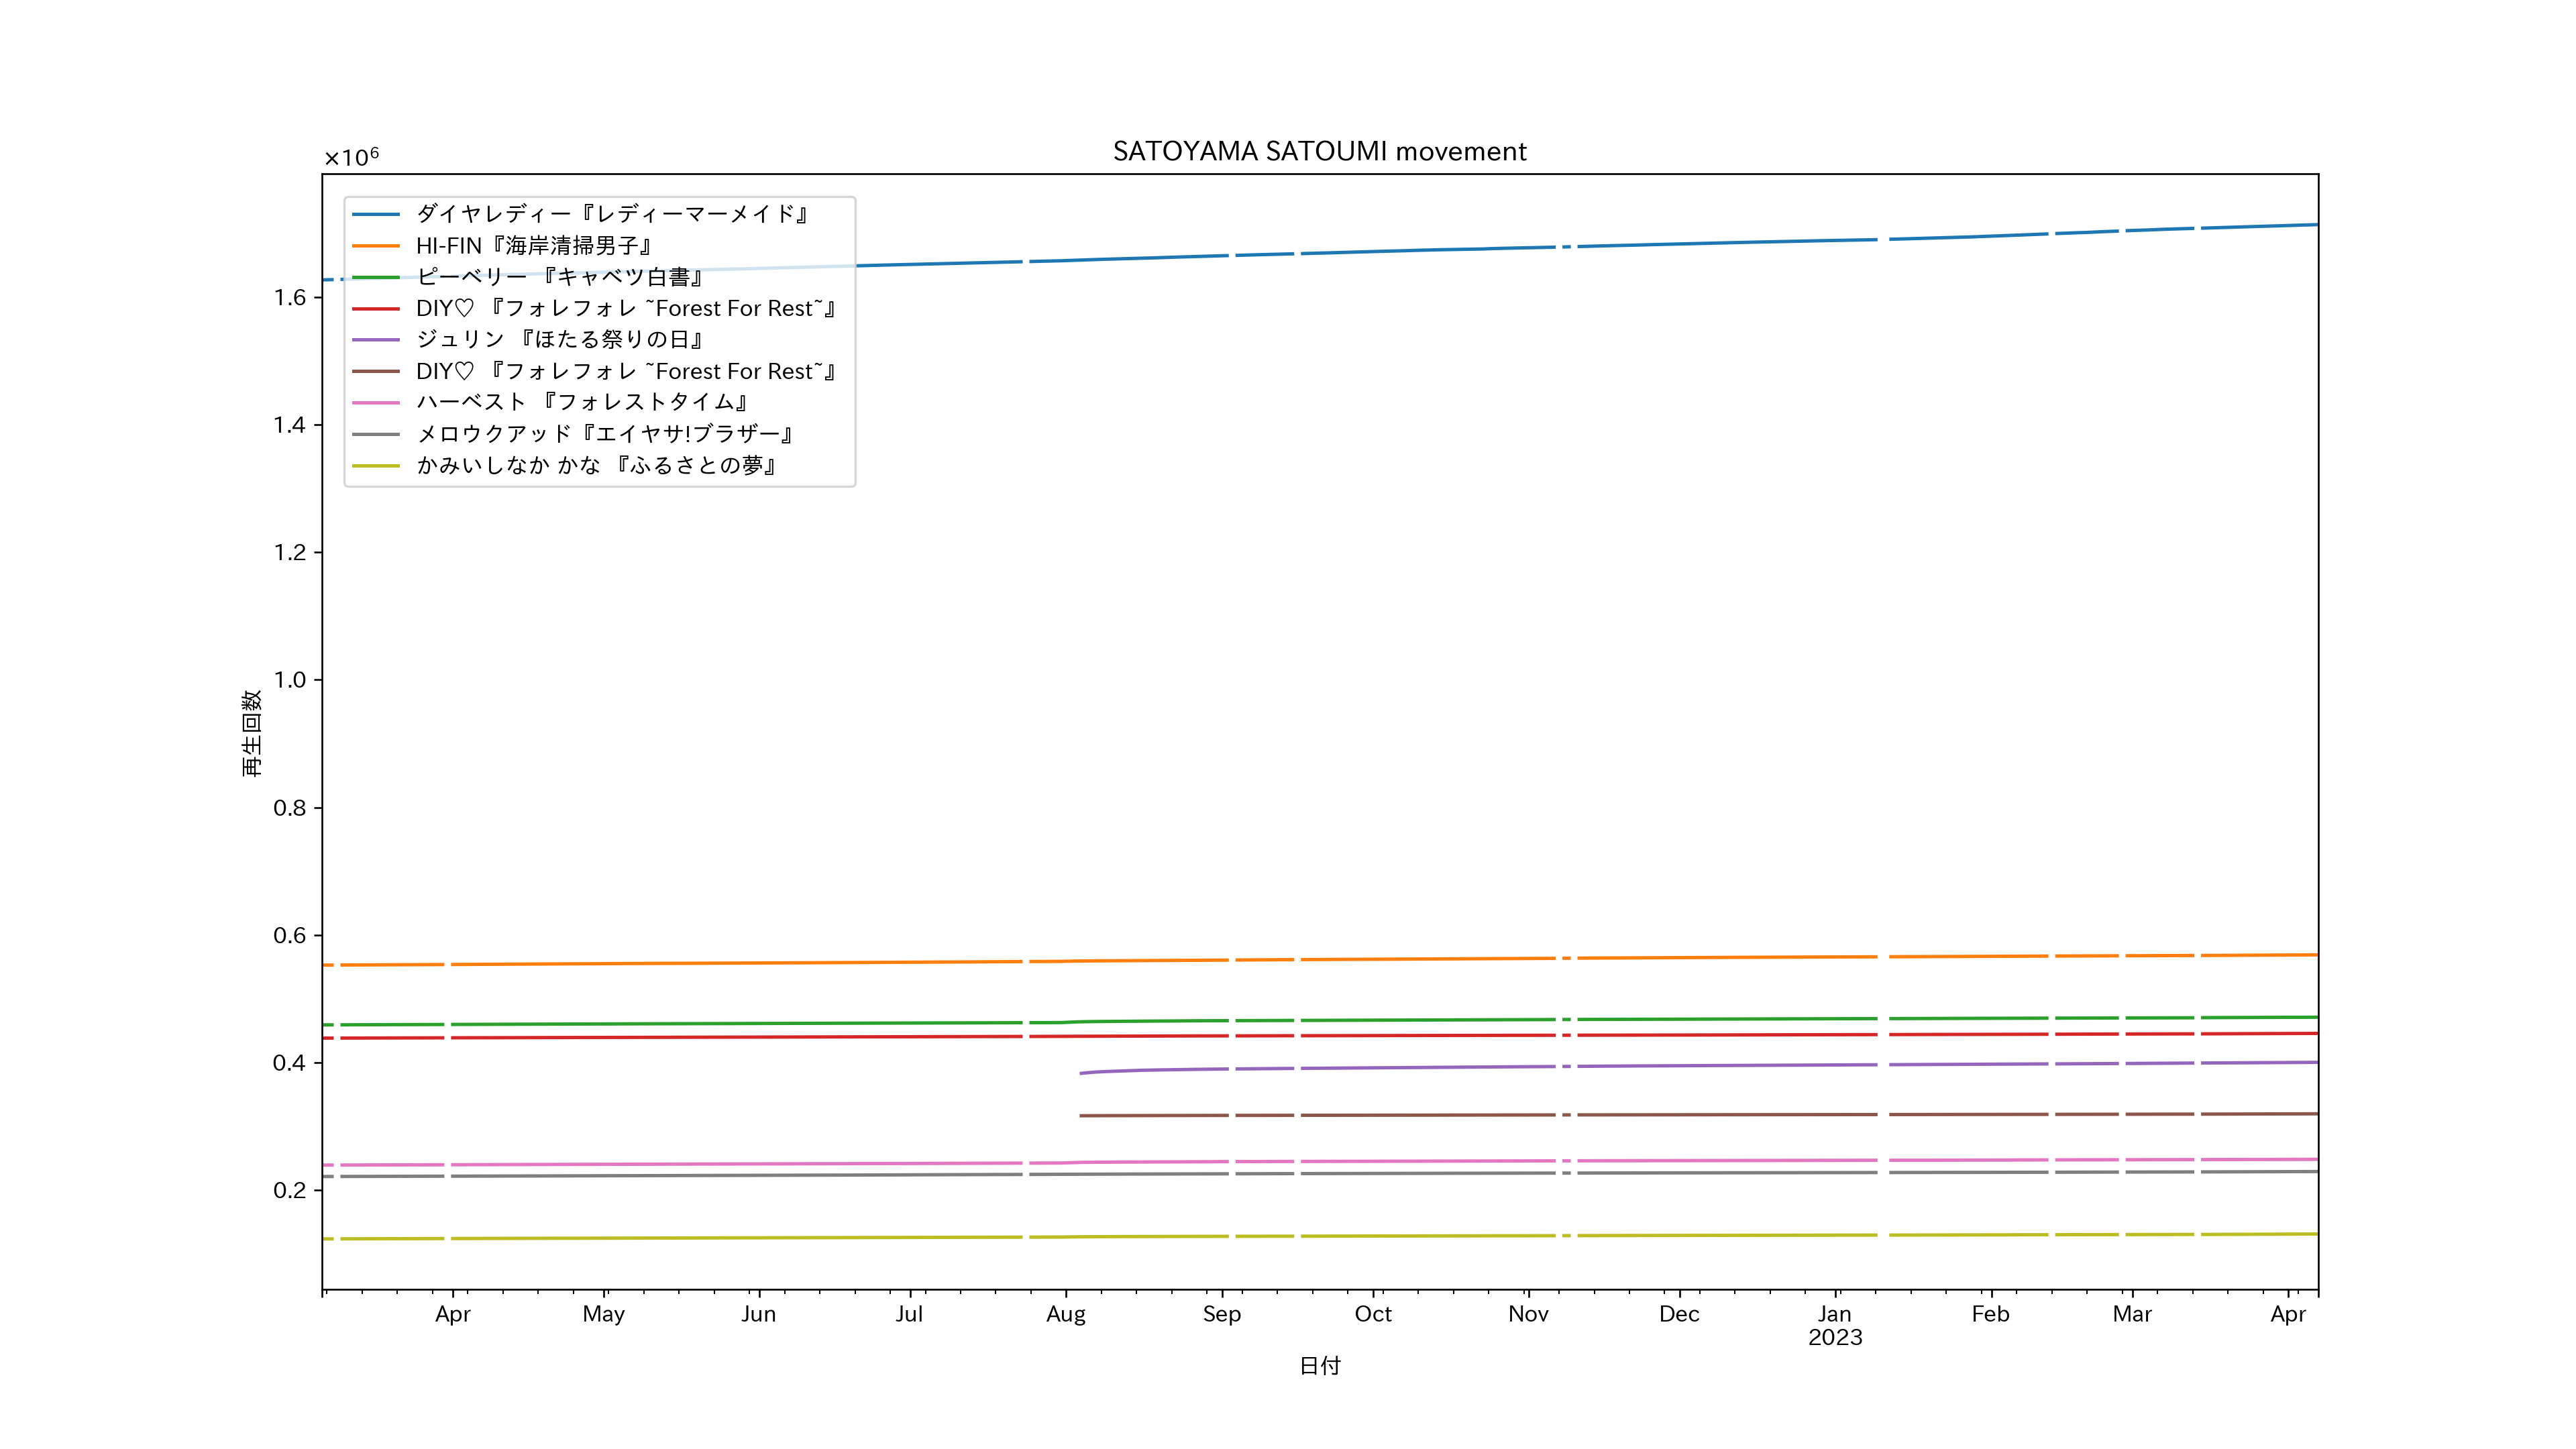 SATOYAMA SATOUMI movement
×10⁶
ダイヤレディー『レディーマーメイド』
HI-FIN『海岸清掃男子』
ピーベリー 『キャベツ白書』
DIY♡ 『フォレフォレ ~Forest For Rest~』
ジュリン 『ほたる祭りの日』
DIY♡ 『フォレフォレ ~Forest For Rest~』
ハーベスト 『フォレストタイム』
メロウクアッド『エイヤサ!ブラザー』
かみいしなか かな 『ふるさとの夢』
1.6
1.4
1.2
1.0
0.8
0.6
0.4
0.2
再生回数
Apr May Jun Jul Aug Sep Oct Nov Dec Jan Feb Mar Apr
2023
日付